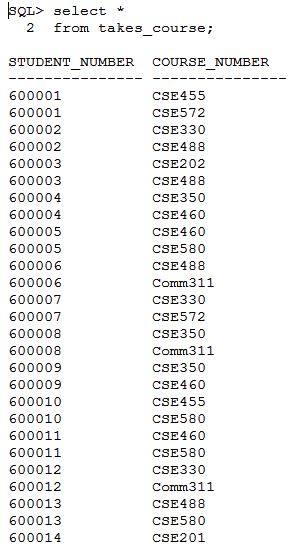 SQL> select *
2 from takes_course;
STUDENT_NUMBER COURSE_NUMBER
-------------- ---------------
600001 CSE455
600001 CSE572
600002 CSE330
600002 CSE488
600003 CSE202
600003 CSE488
600004 CSE350
600004 CSE460
600005 CSE460
600005 CSE580
600006 CSE488
600006 Comm311
600007 CSE330
600007 CSE572
600008 CSE350
600008 Comm311
600009 CSE350
600009 CSE460
600010 CSE455
600010 CSE580
600011 CSE460
600011 CSE580
600012 CSE330
600012 Comm311
600013 CSE488
600013 CSE580
600014 CSE201